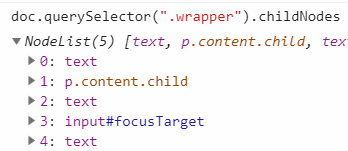 doc.querySelector(".wrapper").childNodes
▼NodeList(5) [text, p.content.child, tex
▶0: text
▶1: p.content.child
▶2: text
▶3: input#focusTarget
▶4: text